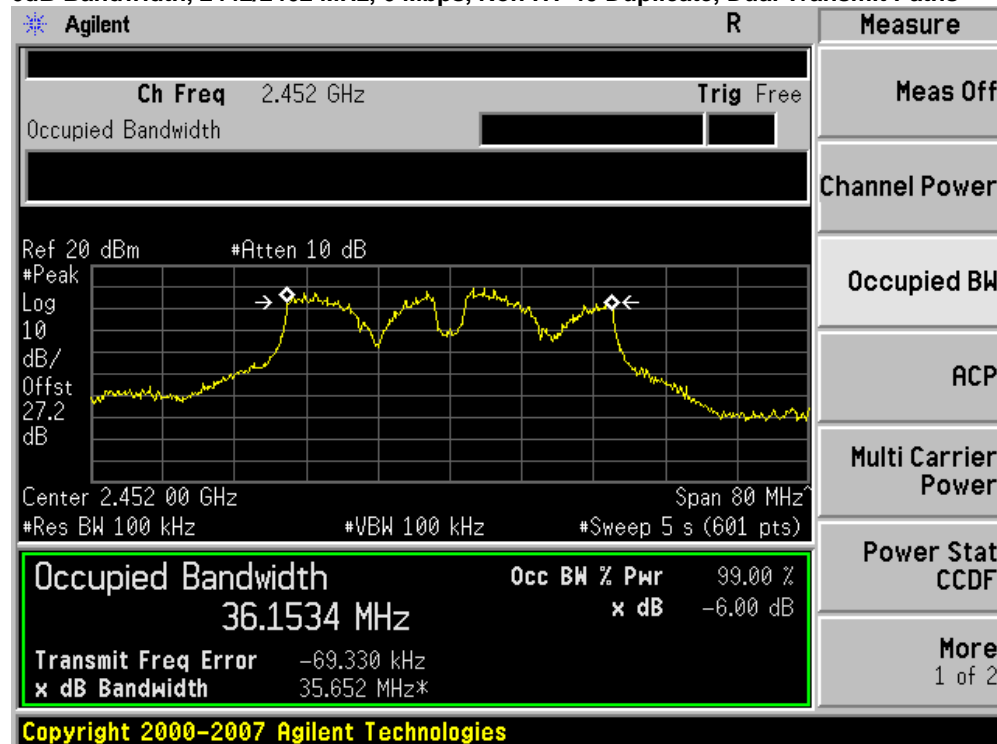 Agilent R Measure
Ch Freq 2.452 GHz Trig Free
Occupied Bandwidth
Meas Off
Channel Power
Ref 20 dBm #Atten 10 dB
#Peak
Log
10
dB/
Offst
27.2
dB
Occupied BW
ACP
Center 2.452 00 GHz Span 80 MHz^
#Res BW 100 kHz #VBW 100 kHz #Sweep 5 s (601 pts)
Multi Carrier
Power
Occupied Bandwidth Occ BW % Pwr 99.00 %
36.1534 MHz x dB -6.00 dB
Transmit Freq Error -69.330 kHz
x dB Bandwidth 35.652 MHz*
Power Stat
CCDF
More
1 of 2
Copyright 2000-2007 Agilent Technologies